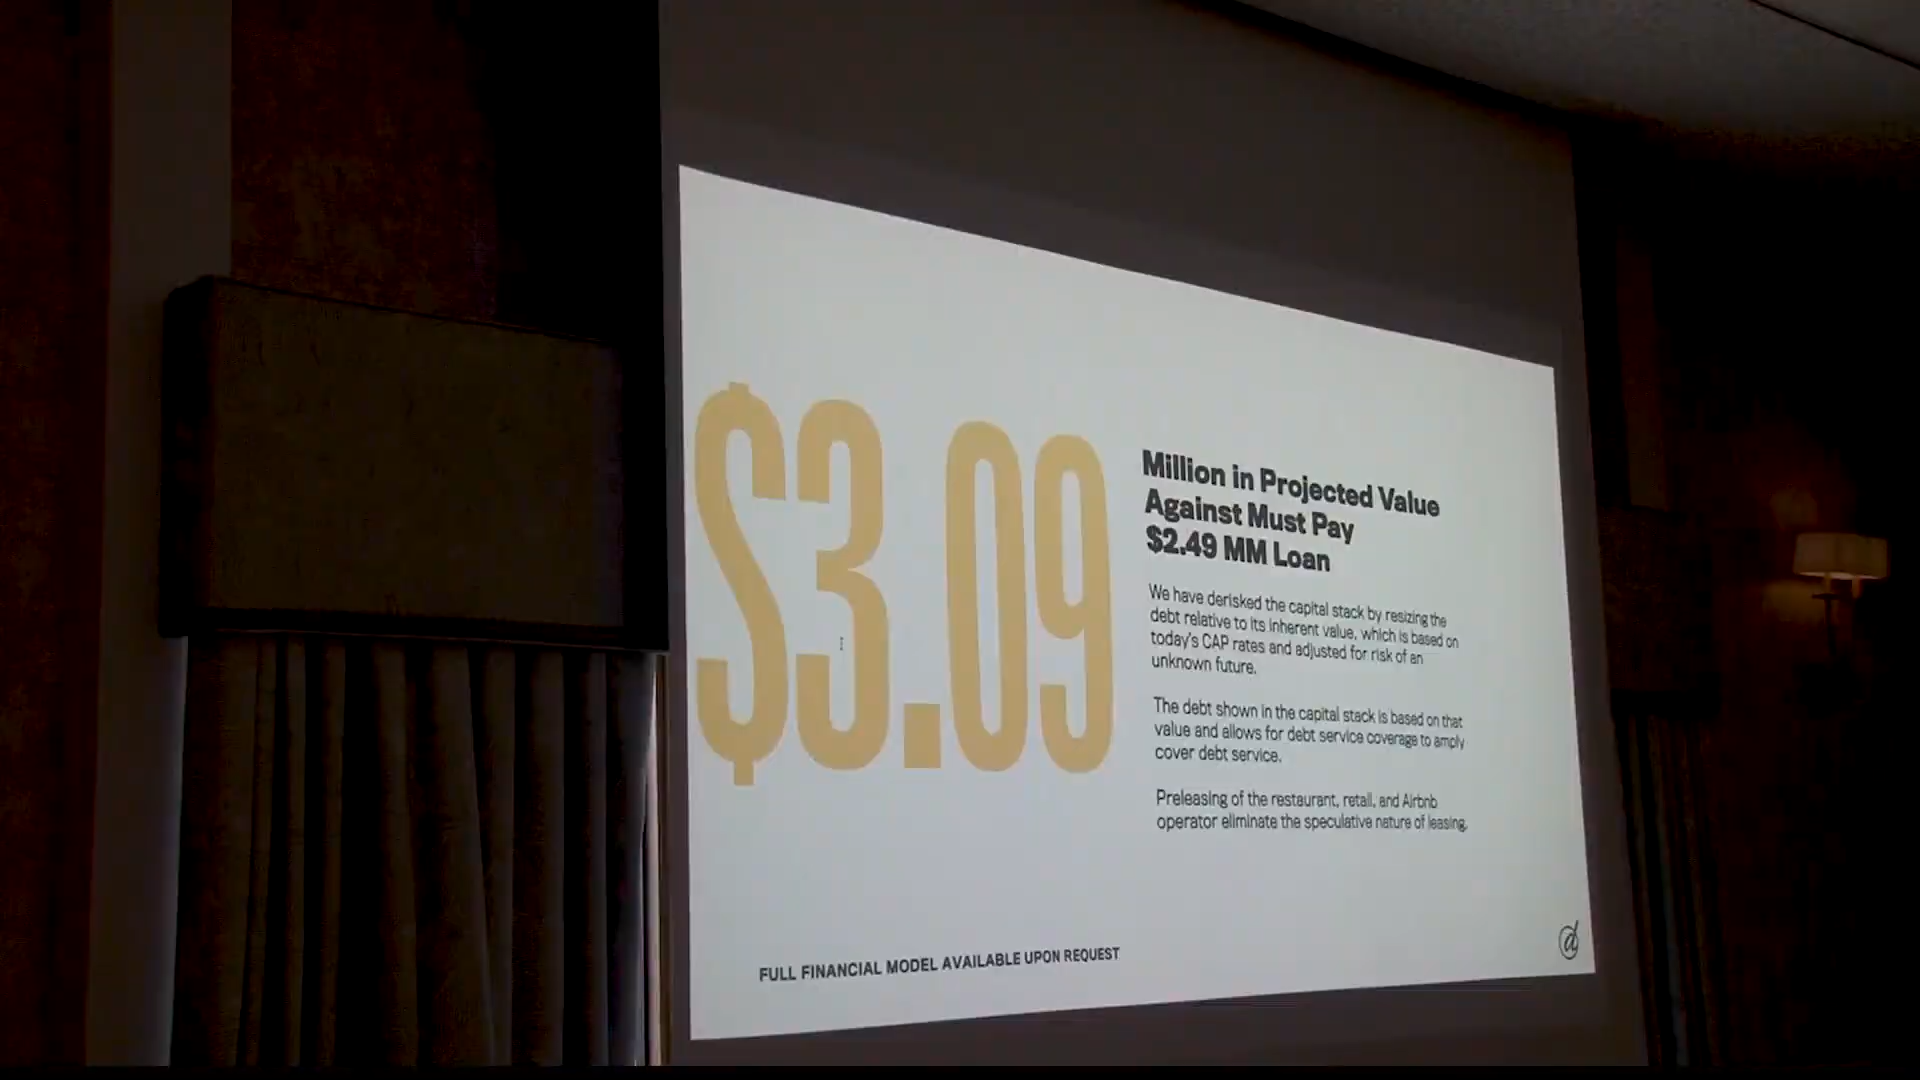 $3.09
Million in Projected Value
Against Must Pay
$2.49 MM Loan
We have derisked the capital stack by resizing the
debt relative to its inherent value, which is based on
today's CAP rates and adjusted for risk of an
unknown future.
The debt shown in the capital stack is based on that
value and allows for debt service coverage to amply
cover debt service.
Preleasing of the restaurant, retail, and Airbnb
operator eliminate the speculative nature of leasing.
FULL FINANCIAL MODEL AVAILABLE UPON REQUEST
d